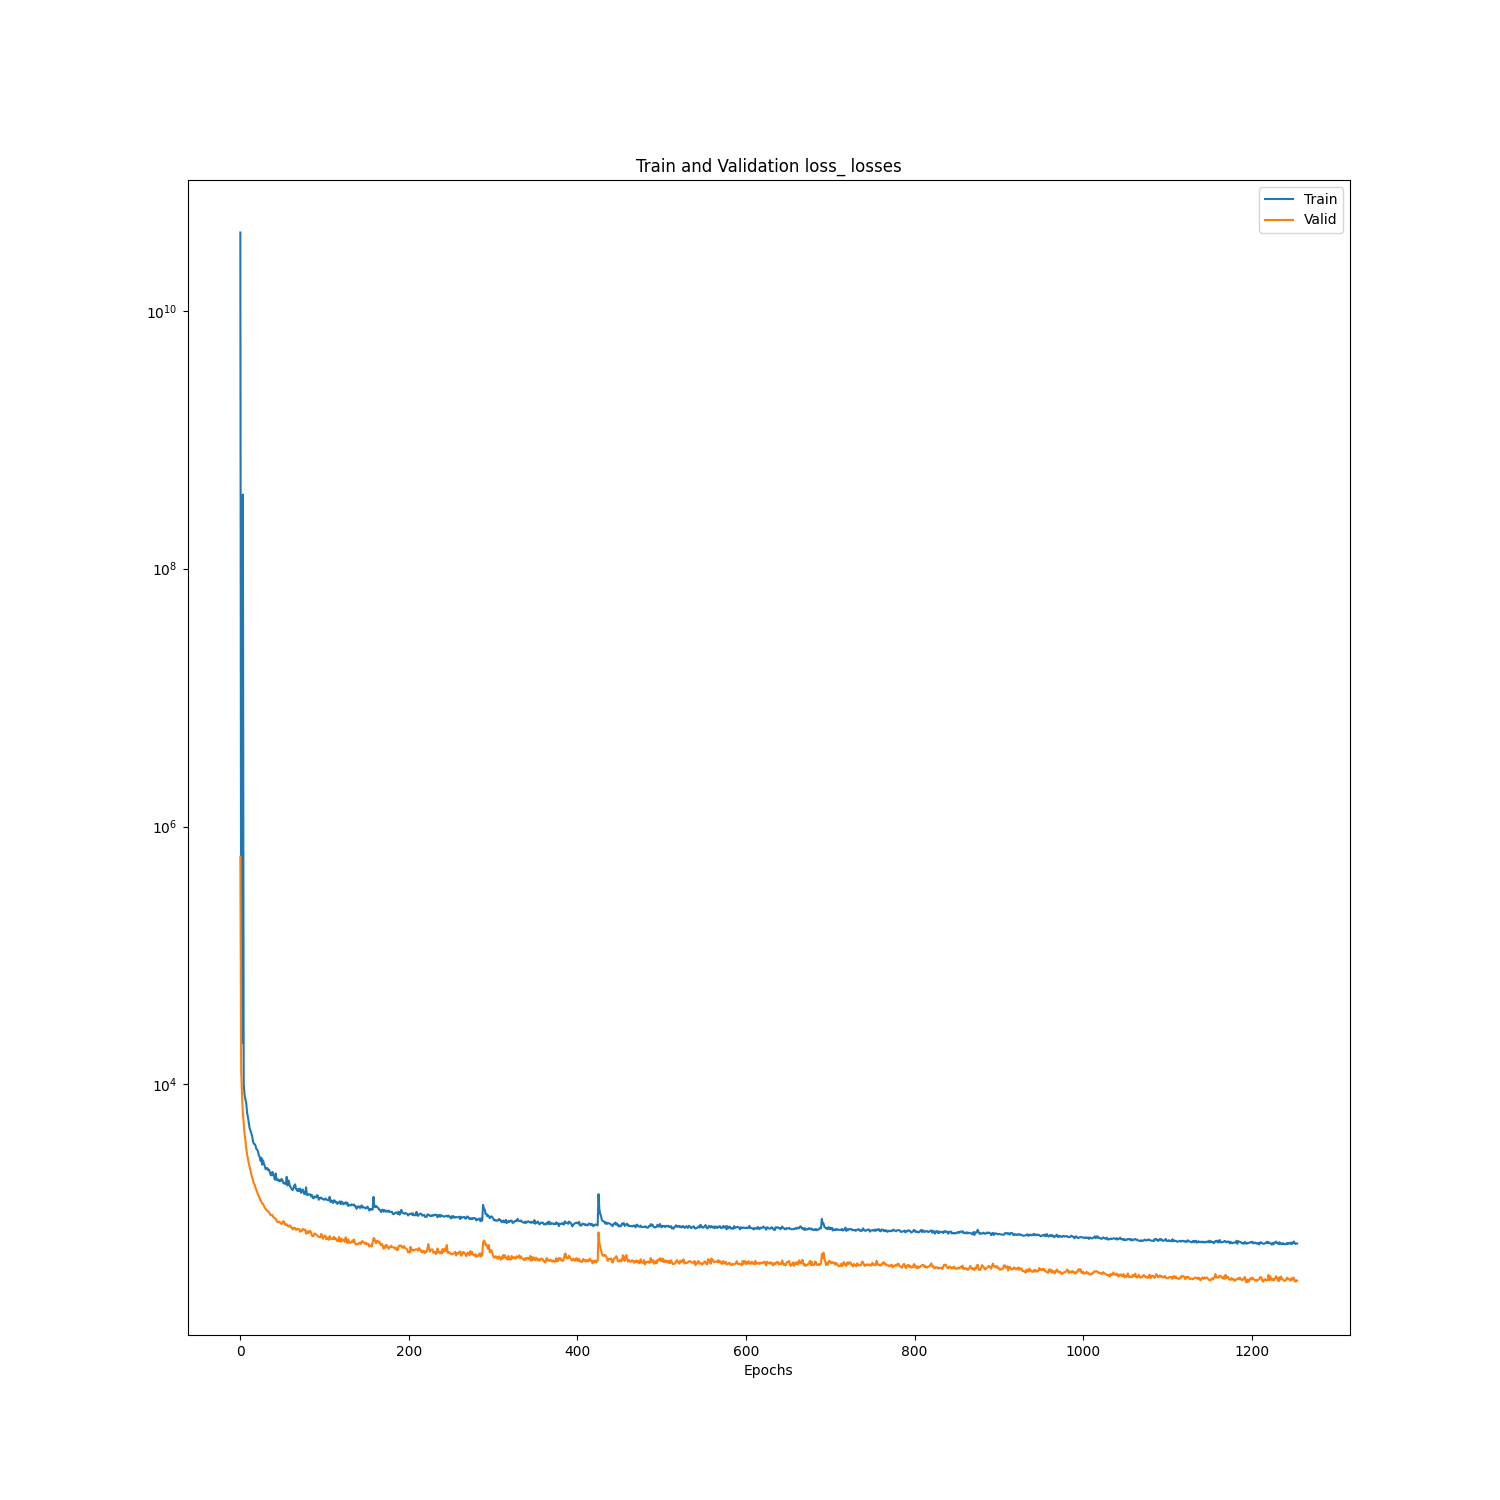 Train and Validation loss_ losses
Train
Valid
10^10
10^8
10^6
10^4
0 200 400 600 800 1000 1200
Epochs